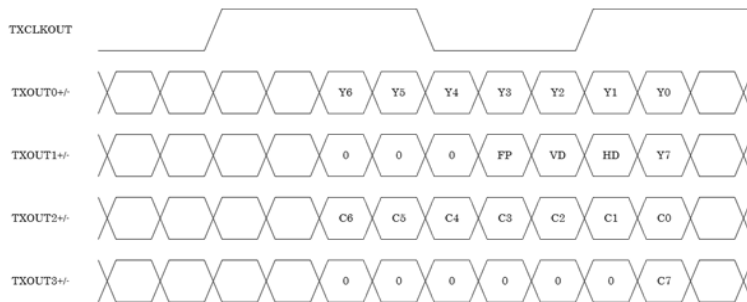 TXCLKOUT
TXOUT0+/- Y6 Y5 Y4 Y3 Y2 Y1 Y0
TXOUT1+/- 0 0 0 FP VD HD Y7
TXOUT2+/- C6 C5 C4 C3 C2 C1 C0
TXOUT3+/- 0 0 0 0 0 0 C7